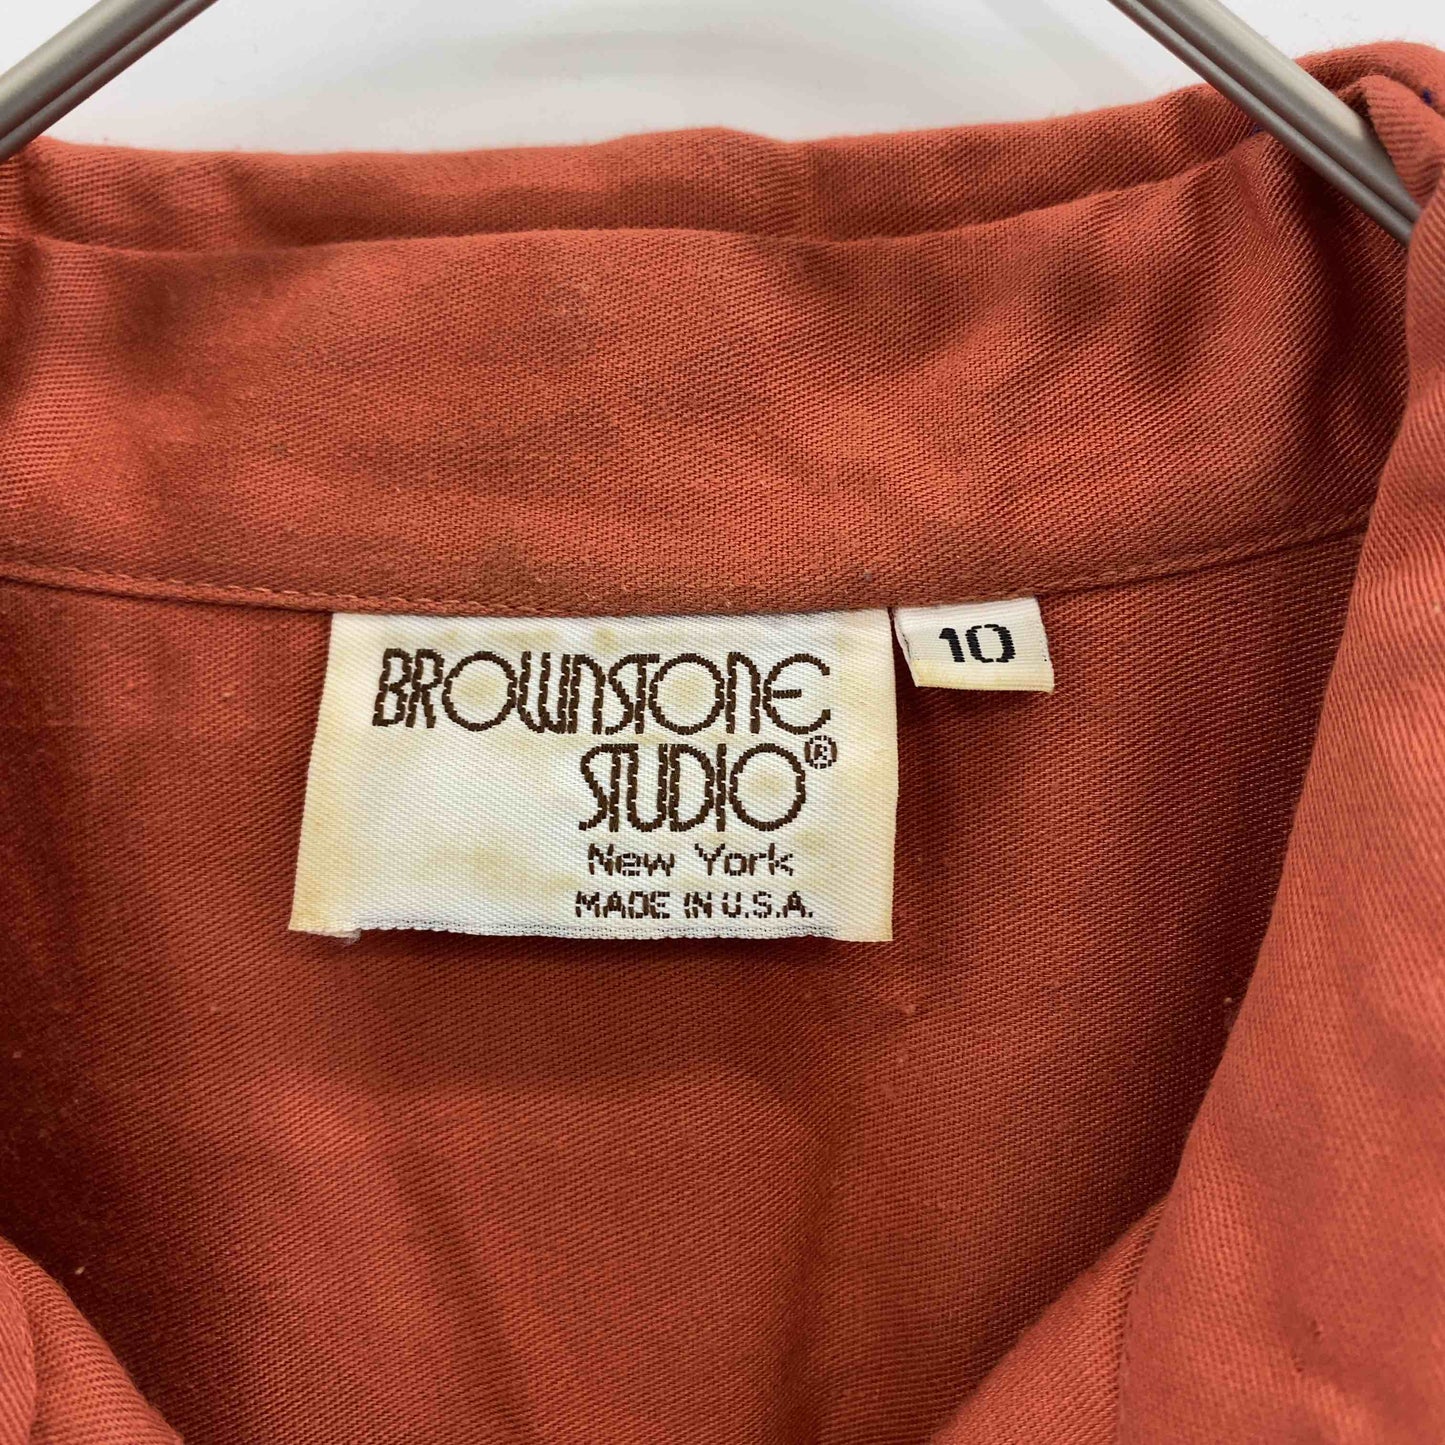 BROWNSTONE
STUDIO®
New York
MADE IN U.S.A.
10